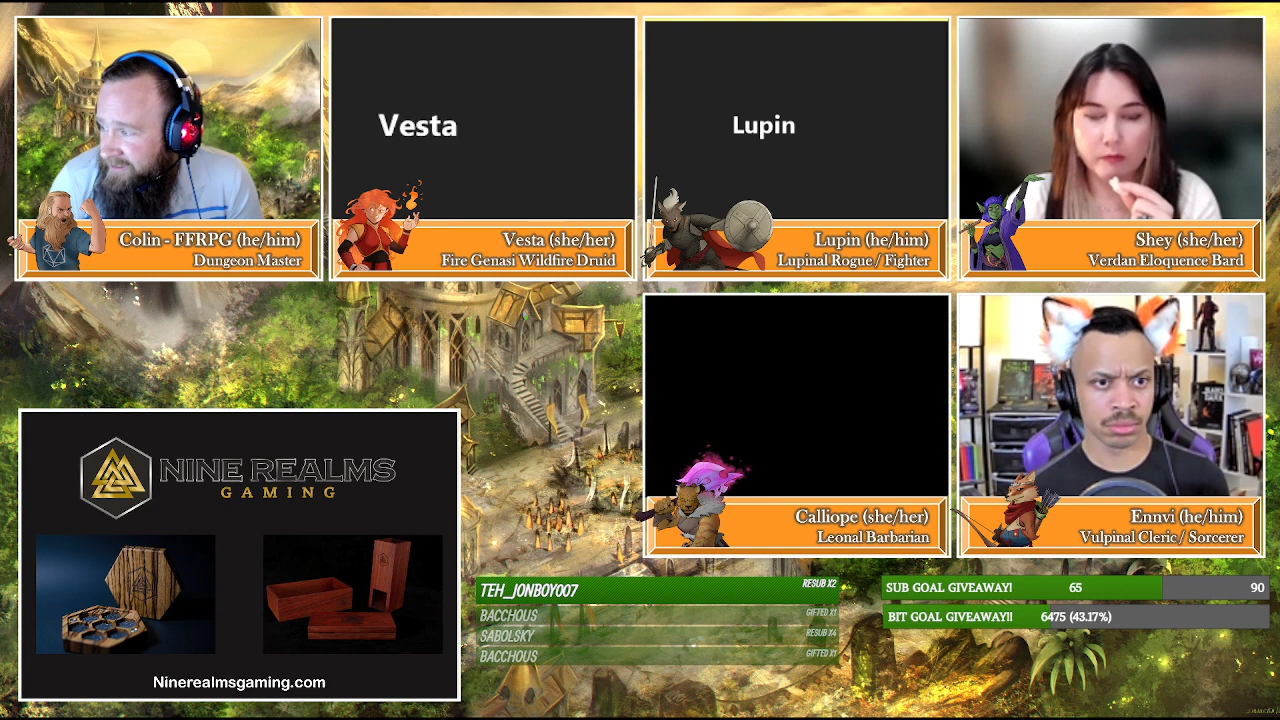 Vesta
Lupin
Colin - FFRPG (he/him)
Dungeon Master
Vesta (she/her)
Fire Genasi Wildfire Druid
Lupin (he/him)
Lupinal Rogue / Fighter
Shey (she/her)
Verdan Eloquence Bard
Calliope (she/her)
Leonal Barbarian
Ennvi (he/him)
Vulpinal Cleric / Sorcerer
NINE REALMS
GAMING
Ninerealmsgaming.com
TEH_JONBOY007 RESUB X2
BACCHOUS GIFTED X1
SABOLSKY RESUB X4
BACCHOUS GIFTED X1
SUB GOAL GIVEAWAY! 65 90
BIT GOAL GIVEAWAY!! 6475 (43.17%)